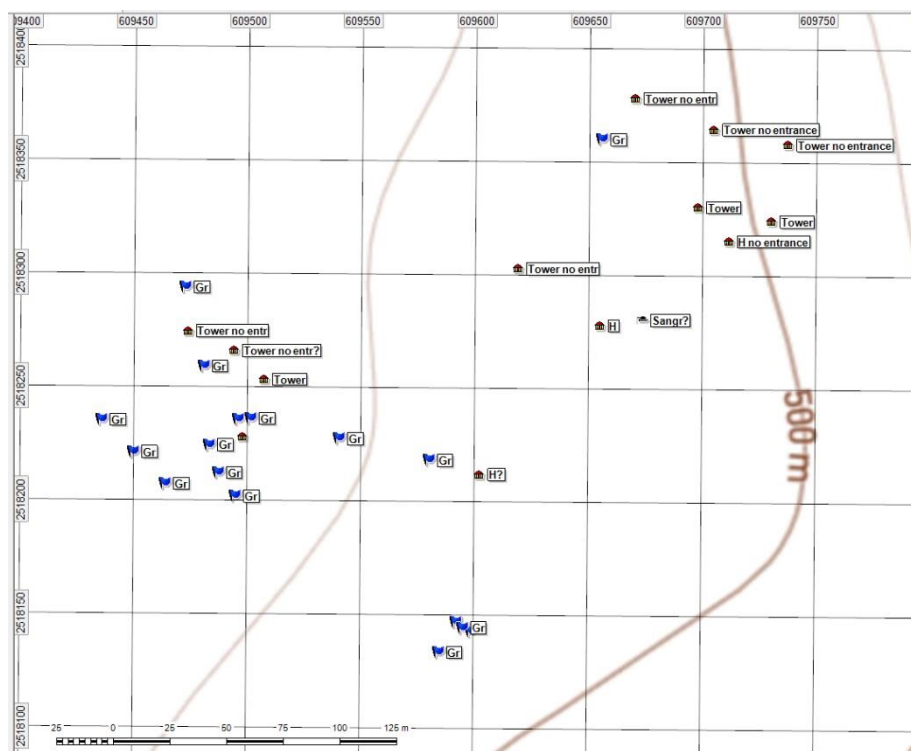 609400 609450 609500 609550 609600 609650 609700 609750
2518400
Tower no entr
Tower no entrance
Gr
Tower no entrance
2518350
Tower
Tower
H no entrance
Tower no entr
2518300
Gr
Sangr?
H
Tower no entr
Tower no entr?
Gr
Tower
2518250
500 m
Gr
Gr
Gr
Gr
Gr
Gr
Gr
H?
Gr
Gr
Gr
2518200
2518150
Gr
Gr
2518100
25 0 25 50 75 100 125 m